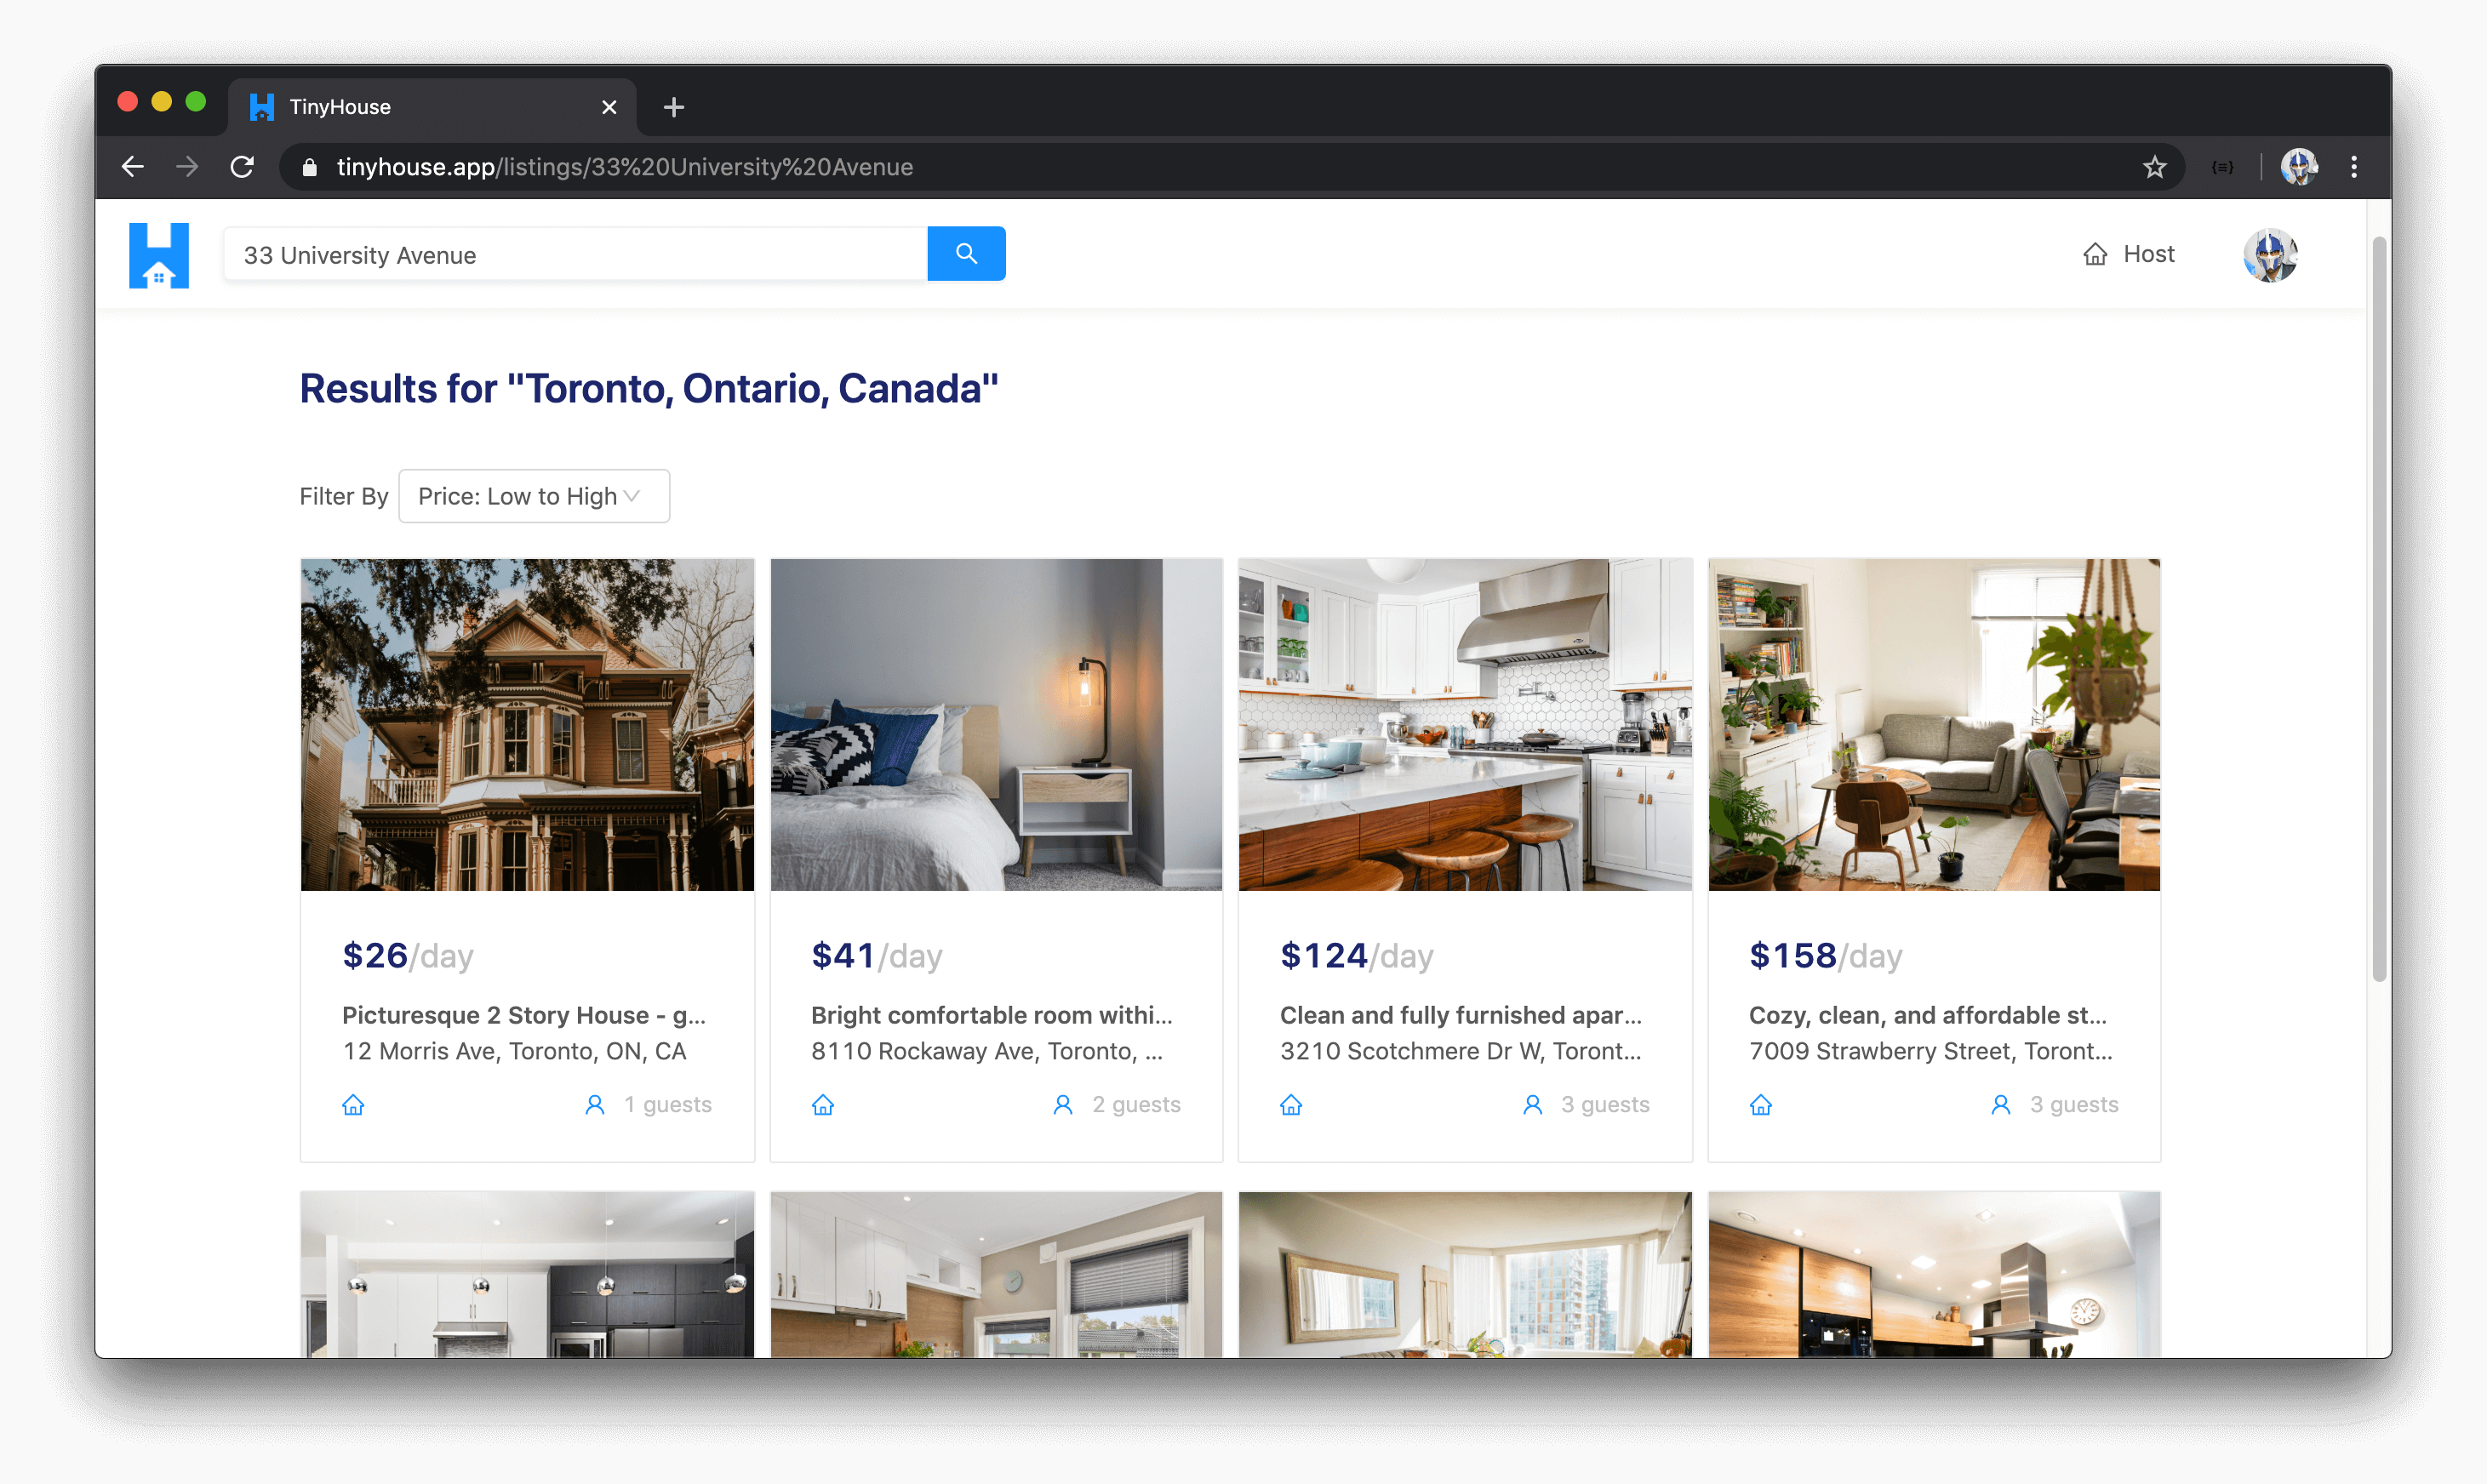 TinyHouse
tinyhouse.app/listings/33%20University%20Avenue
33 University Avenue
Host
Results for "Toronto, Ontario, Canada"
Filter By Price: Low to High
$26/day
Picturesque 2 Story House - g...
12 Morris Ave, Toronto, ON, CA
1 guests
$41/day
Bright comfortable room withi...
8110 Rockaway Ave, Toronto, ...
2 guests
$124/day
Clean and fully furnished apar...
3210 Scotchmere Dr W, Toront...
3 guests
$158/day
Cozy, clean, and affordable st...
7009 Strawberry Street, Toront...
3 guests